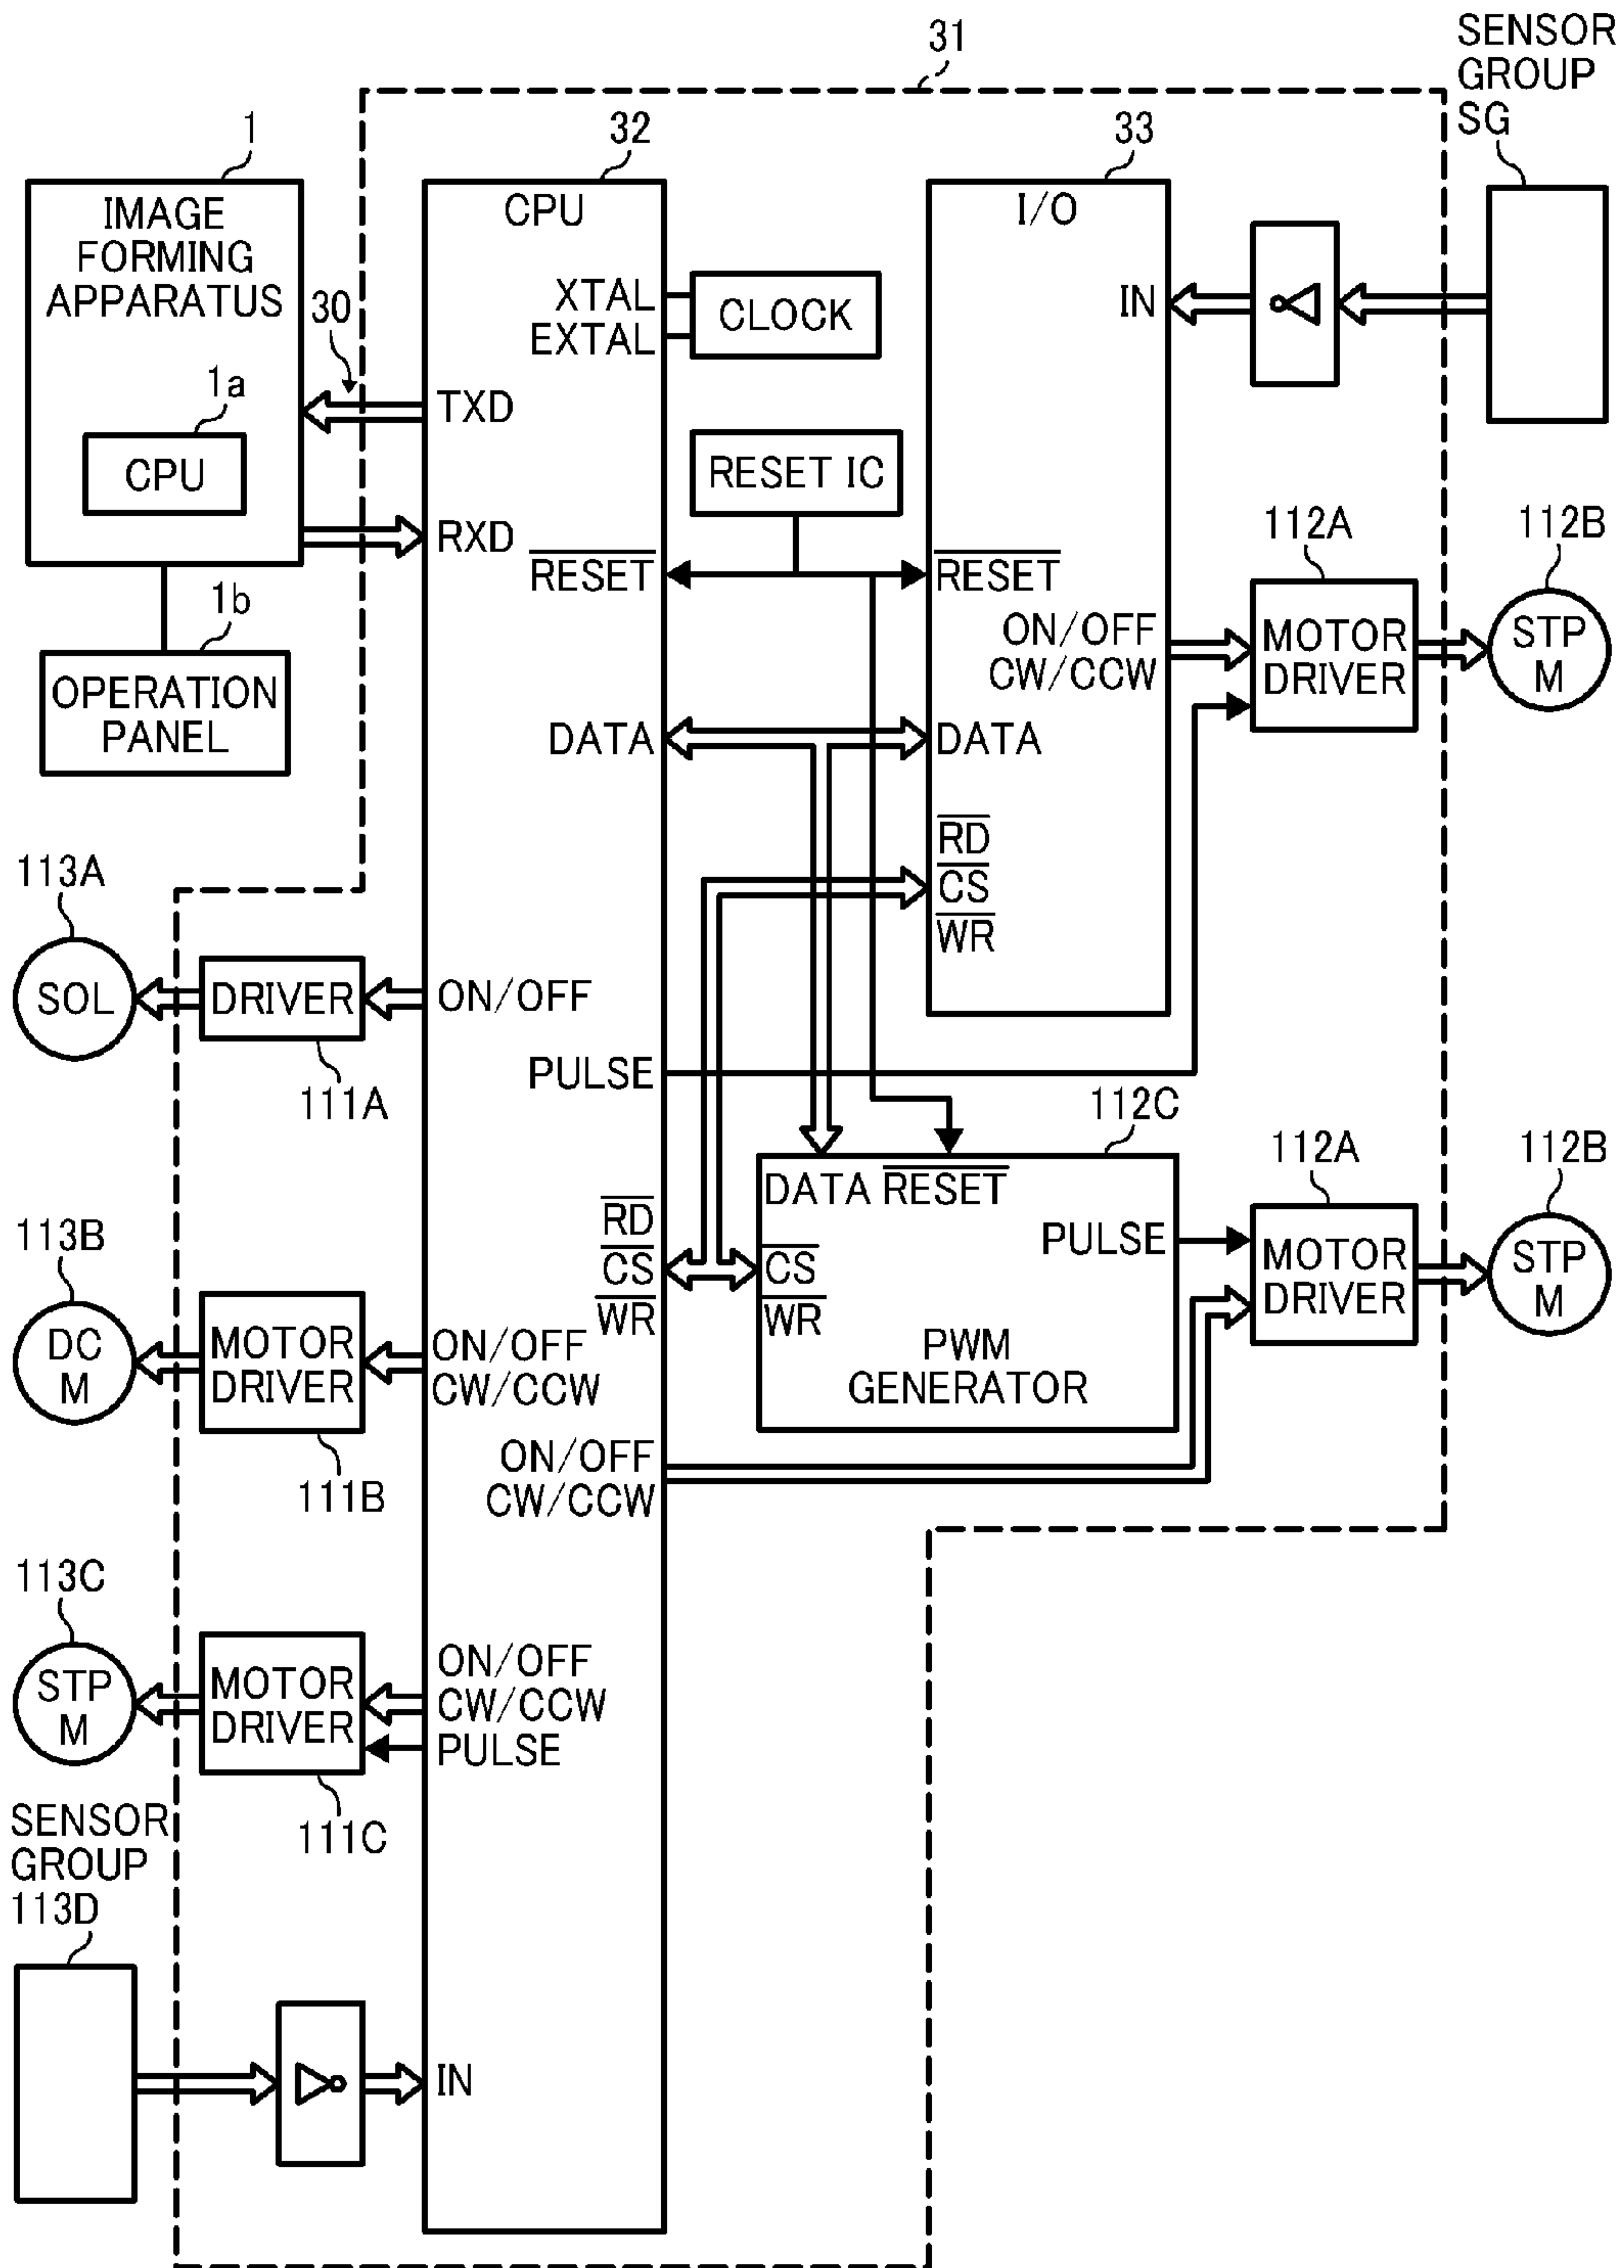 31
SENSOR
GROUP
SG
1
32
33
IMAGE
FORMING
APPARATUS
CPU
I/O
30
XTAL
EXTAL
CLOCK
IN
1a
CPU
TXD
RESET IC
RXD
RESET
RESET
112A
112B
1b
OPERATION
PANEL
ON/OFF
CW/CCW
MOTOR
DRIVER
STP
M
DATA
DATA
RD
CS
WR
113A
SOL
DRIVER
ON/OFF
111A
PULSE
112C
112A
112B
DATA RESET
PULSE
RD
CS
WR
CS
WR
PWM
GENERATOR
MOTOR
DRIVER
STP
M
113B
DC
M
MOTOR
DRIVER
ON/OFF
CW/CCW
111B
ON/OFF
CW/CCW
113C
STP
M
MOTOR
DRIVER
ON/OFF
CW/CCW
PULSE
111C
SENSOR
GROUP
113D
IN